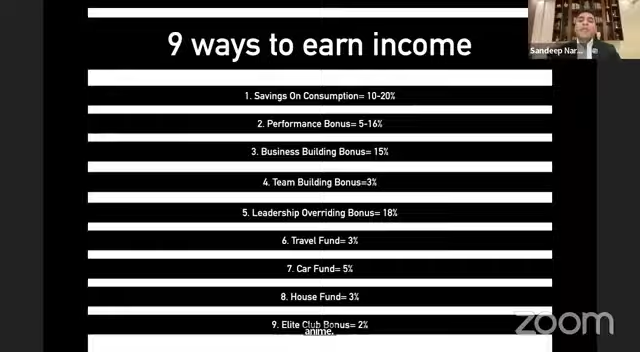 9 ways to earn income
Sandeep Nar...
1. Savings On Consumption= 10-20%
2. Performance Bonus= 5-16%
3. Business Building Bonus= 15%
4. Team Building Bonus=3%
5. Leadership Overriding Bonus= 18%
6. Travel Fund= 3%
7. Car Fund= 5%
8. House Fund= 3%
9. Elite Club Bonus= 2%
anime.
zoom